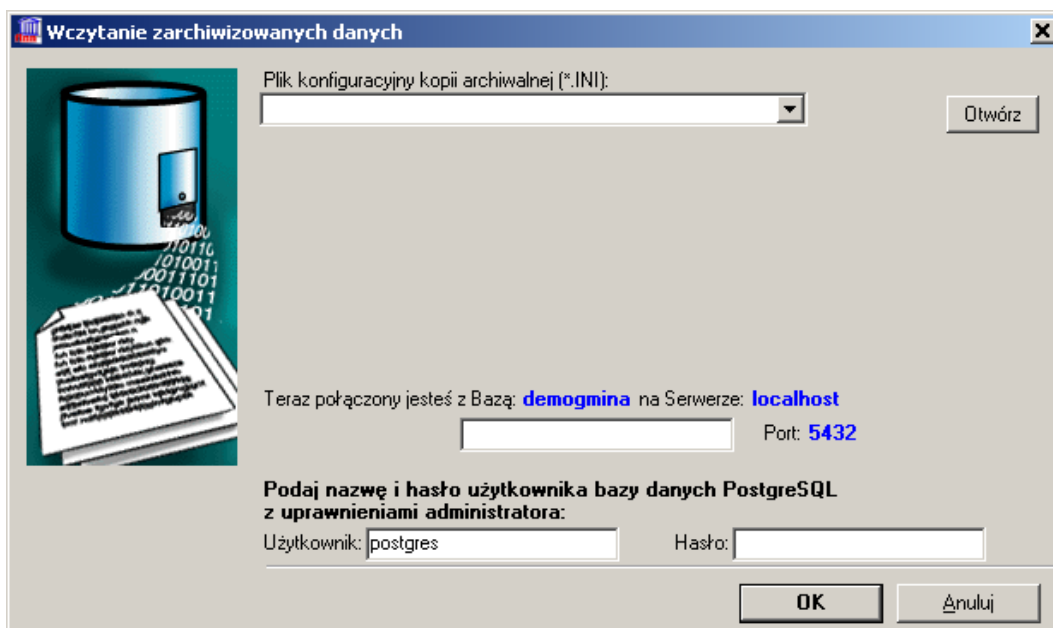 Wczytanie zarchiwizowanych danych
Plik konfiguracyjny kopii archiwalnej (*.INI):
Otwórz
Teraz połączony jesteś z Bazą: demogmina na Serwerze: localhost
Port: 5432
Podaj nazwę i hasło użytkownika bazy danych PostgreSQL
z uprawnieniami administratora:
Użytkownik: postgres Hasło:
OK Anuluj